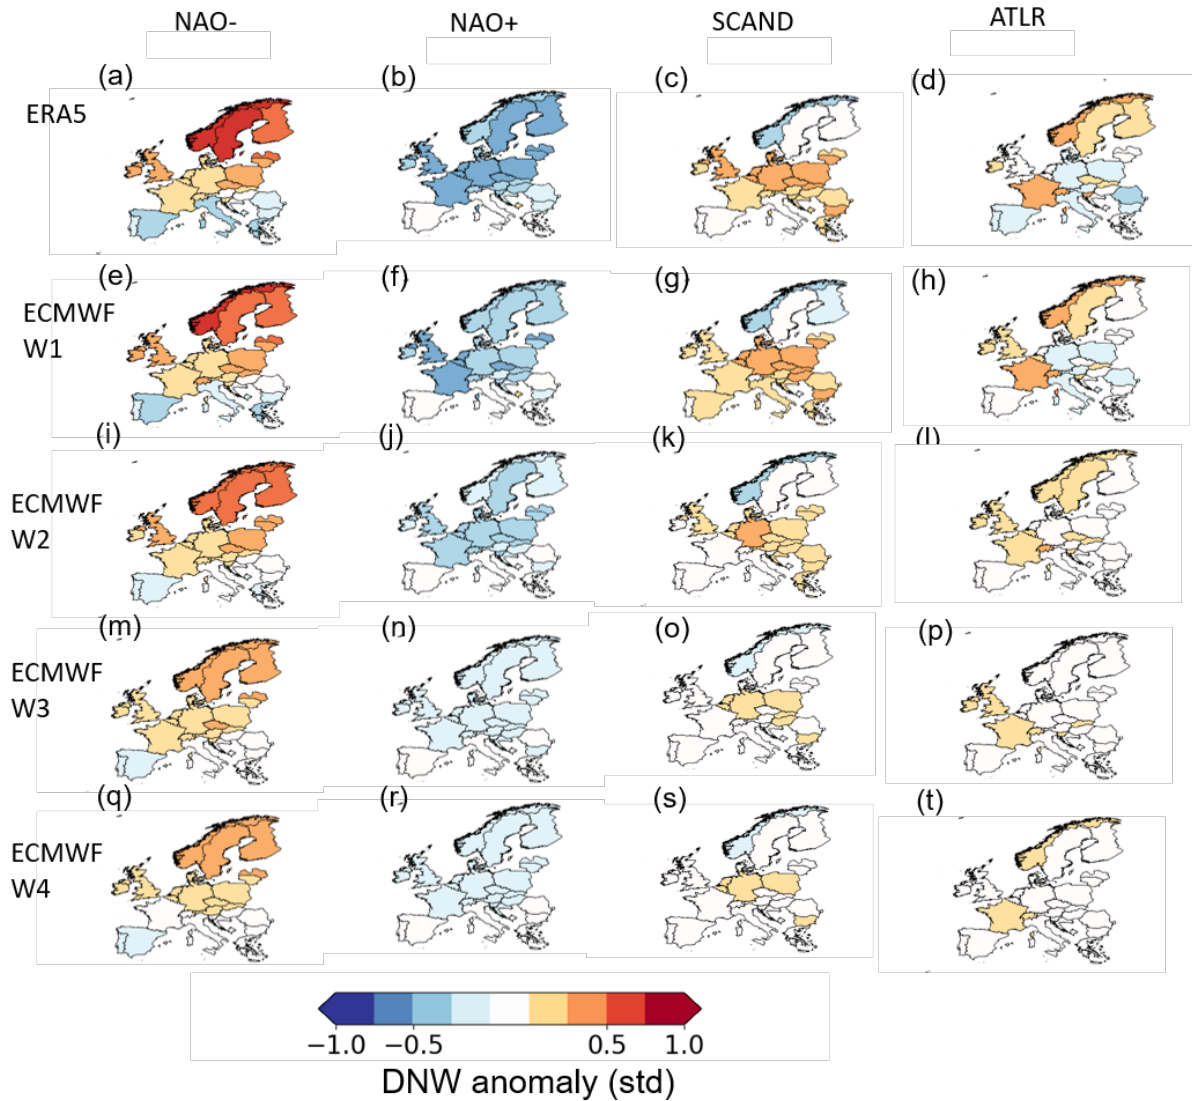 NAO- NAO+ SCAND ATLR
(a) (b) (c) (d)
ERA5
(e) (f) (g) (h)
ECMWF
W1
(i) (j) (k) (l)
ECMWF
W2
(m) (n) (o) (p)
ECMWF
W3
(q) (r) (s) (t)
ECMWF
W4
−1.0 −0.5 0.5 1.0
DNW anomaly (std)